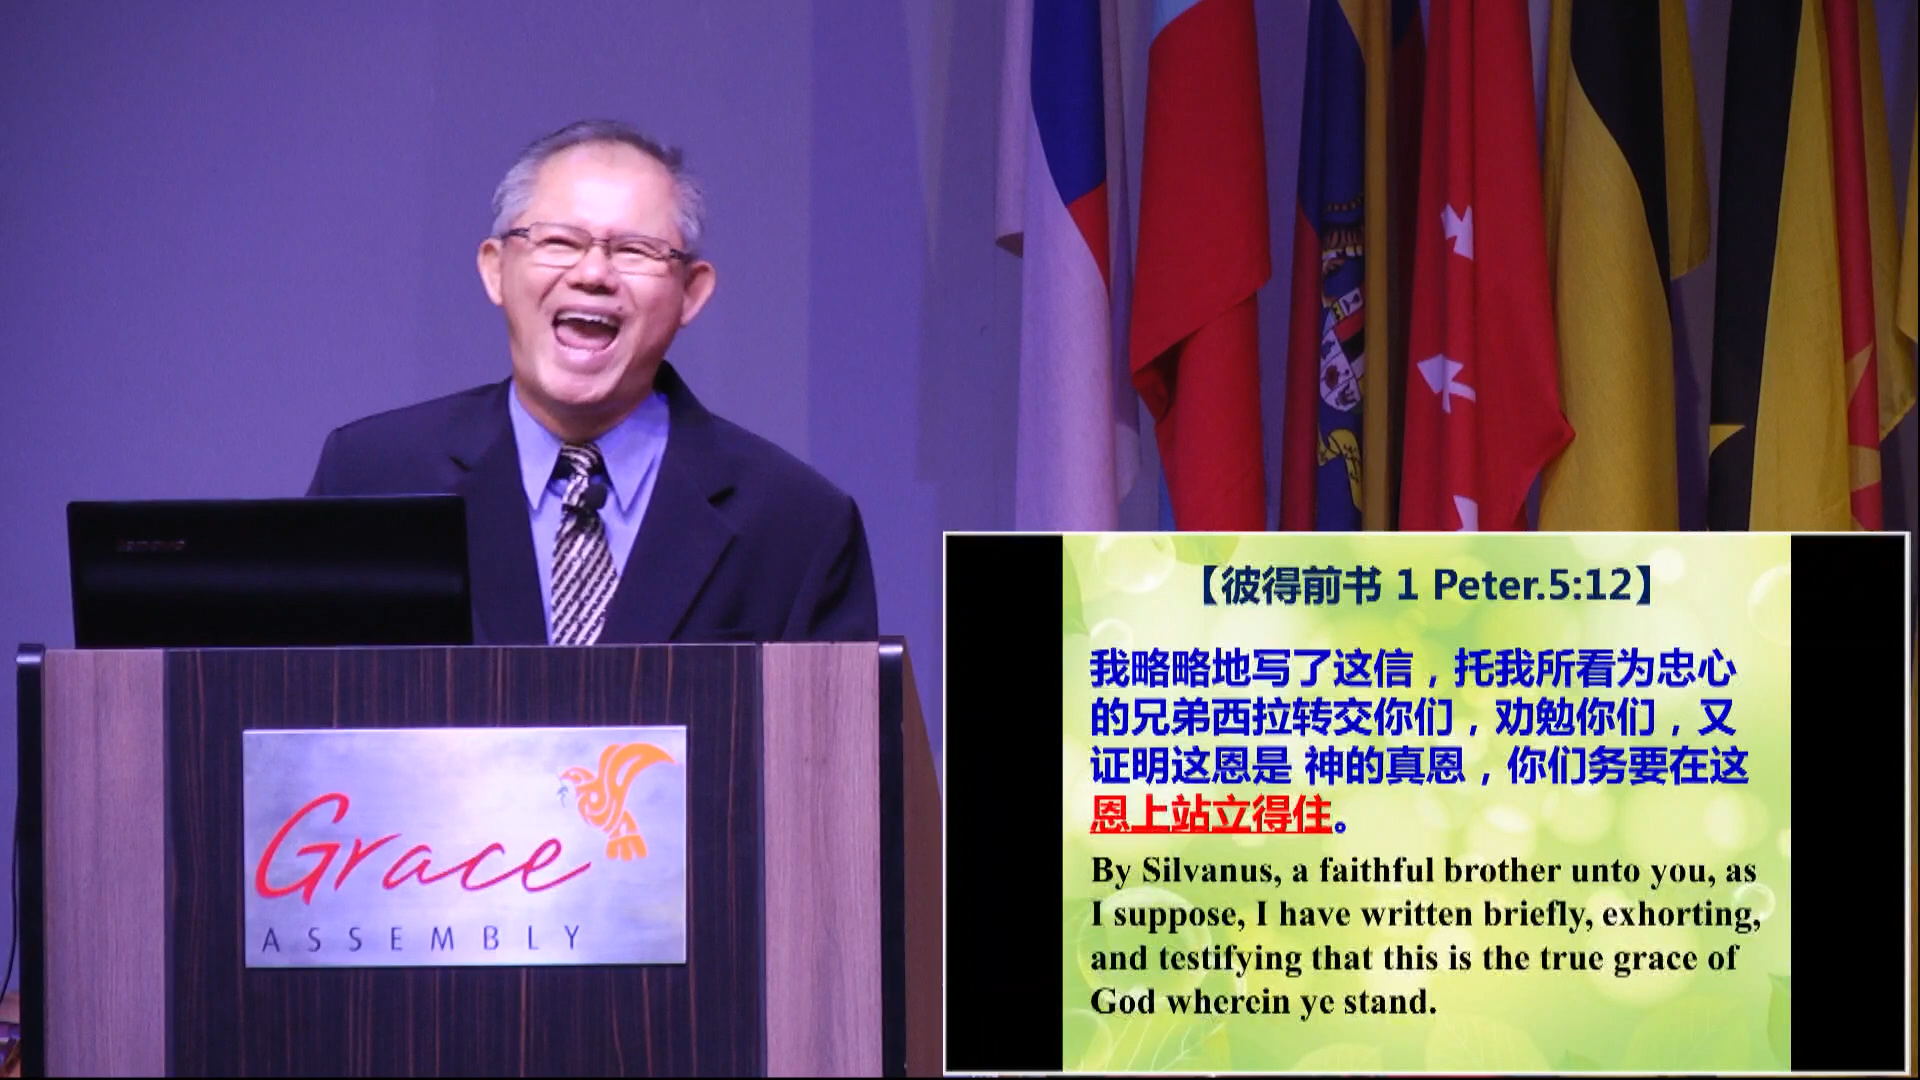 Grace
ASSEMBLY
【彼得前书 1 Peter.5:12】
我略略地写了这信，托我所看为忠心
的兄弟西拉转交你们，劝勉你们，又
证明这恩是 神的真恩，你们务要在这
恩上站立得住。
By Silvanus, a faithful brother unto you, as
I suppose, I have written briefly, exhorting,
and testifying that this is the true grace of
God wherein ye stand.